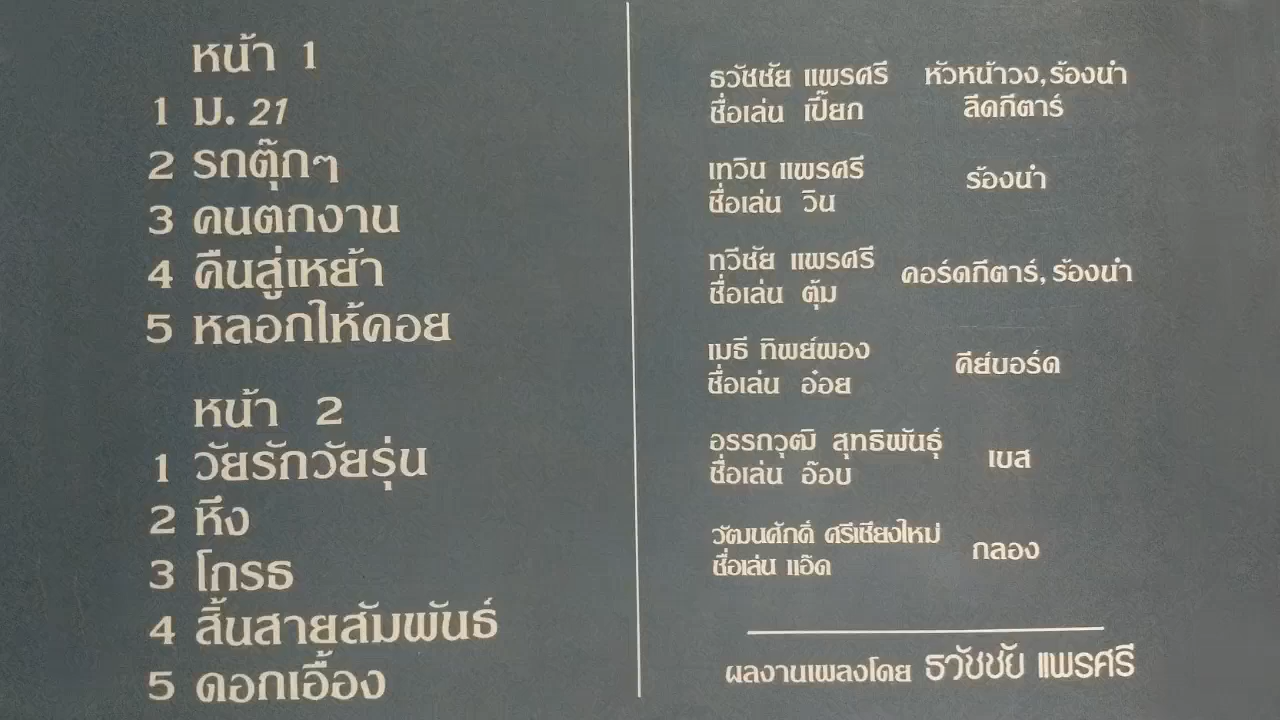 หน้า 1
1 ม. 21
2 รกตุ๊กๆ
3 คนตกงาน
4 คืนสู่เหย้า
5 หลอกให้คอย
หน้า 2
1 วัยรักวัยรุ่น
2 หึง
3 โกรธ
4 สิ้นสายสัมพันธ์
5 ดอกเอื้อง
ธวัชชัย แพรศรี หัวหน้าวง, ร้องนำ
ชื่อเล่น เปี๊ยก ลีดกีตาร์
เทวิน แพรศรี ร้องนำ
ชื่อเล่น วิน
ทวีชัย แพรศรี คอร์ดกีตาร์, ร้องนำ
ชื่อเล่น ตุ้ม
เมธี ทิพย์ผอง คีย์บอร์ด
ชื่อเล่น อ๋อย
อรรถวุฒิ สุทธิพันธุ์ เบส
ชื่อเล่น อ๊อบ
วัฒนศักดิ์ ศรีเชียงใหม่ กลอง
ชื่อเล่น แอ๊ด
ผลงานเพลงโดย ธวัชชัย แพรศรี